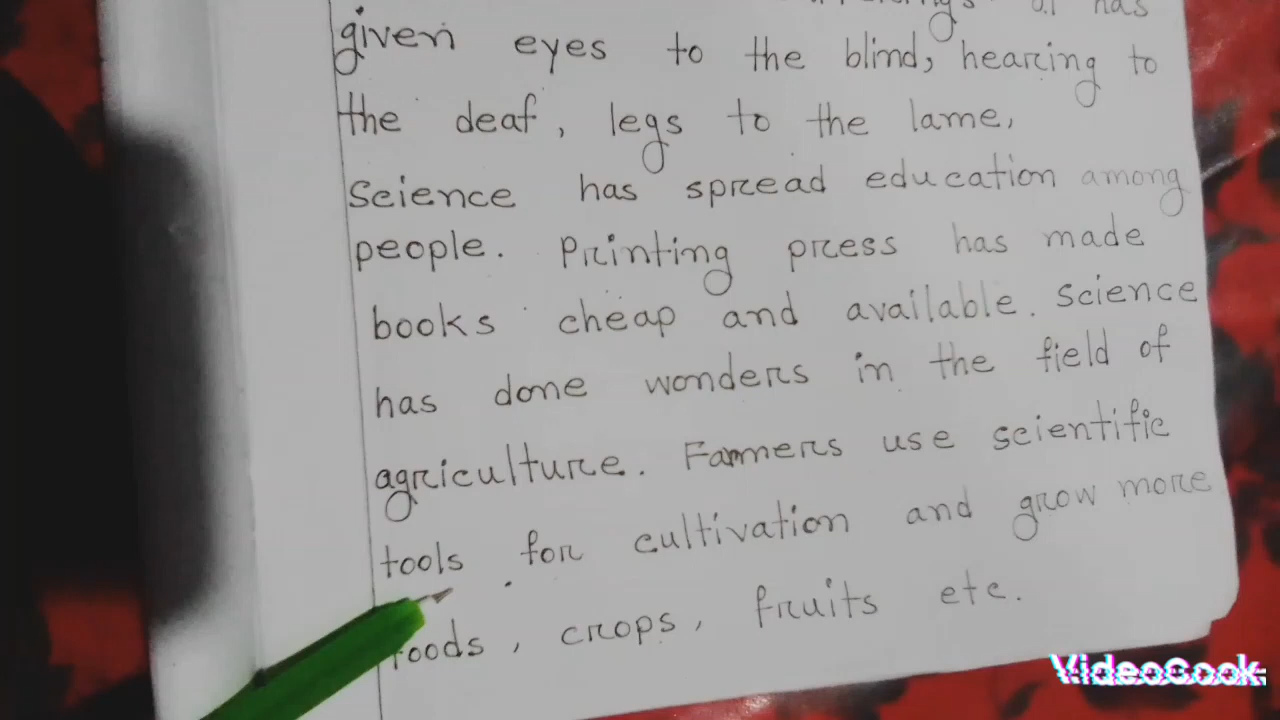 has
given eyes to the blind, hearing to
the deaf, legs to the lame,
Science has spread education among
people. Printing press has made
books cheap and available. Science
has done wonders in the field of
agriculture. Farmers use scientific
tools for cultivation and grow more
foods, crops, fruits etc.
VideoCook